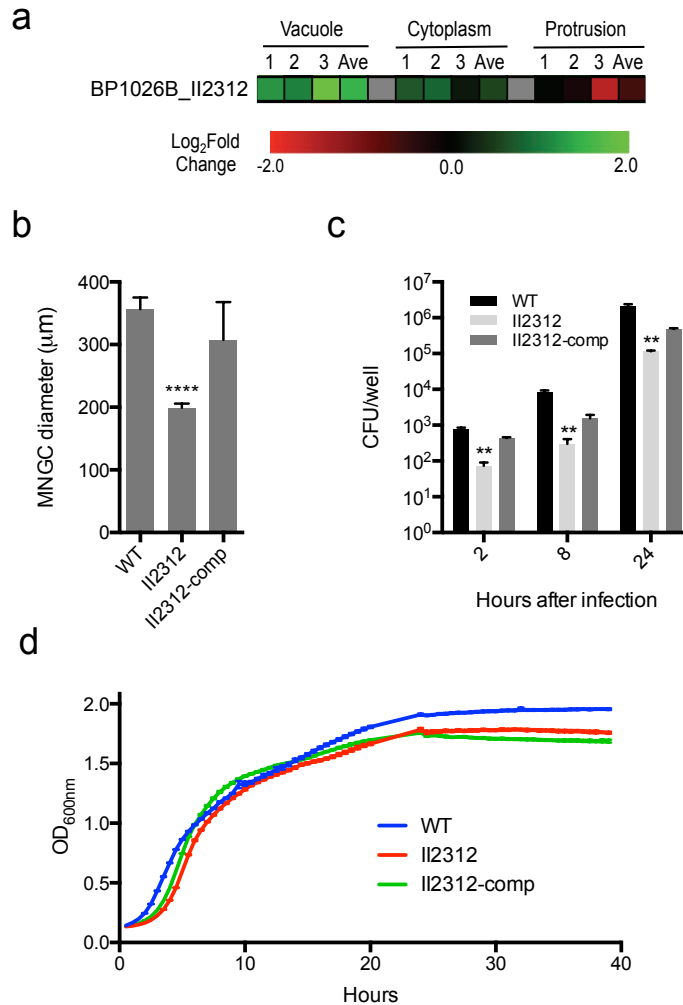 a
Vacuole Cytoplasm Protrusion
1 2 3 Ave 1 2 3 Ave 1 2 3 Ave
BP1026B_II2312
Log2Fold Change
-2.0 0.0 2.0
b
MNGC diameter (μm)
400
300
200
100
0
****
WT II2312 II2312-comp
c
CFU/well
10^7
10^6
10^5
10^4
10^3
10^2
10^1
10^0
WT
II2312
II2312-comp
** ** **
2 8 24
Hours after infection
d
OD600nm
2.0
1.5
1.0
0.5
0.0
WT
II2312
II2312-comp
0 10 20 30 40
Hours